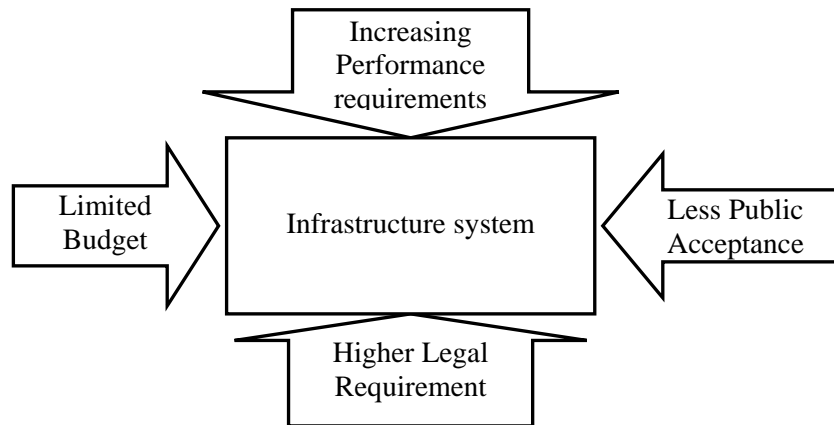 Increasing
Performance
requirements
Limited
Budget
Infrastructure system
Less Public
Acceptance
Higher Legal
Requirement